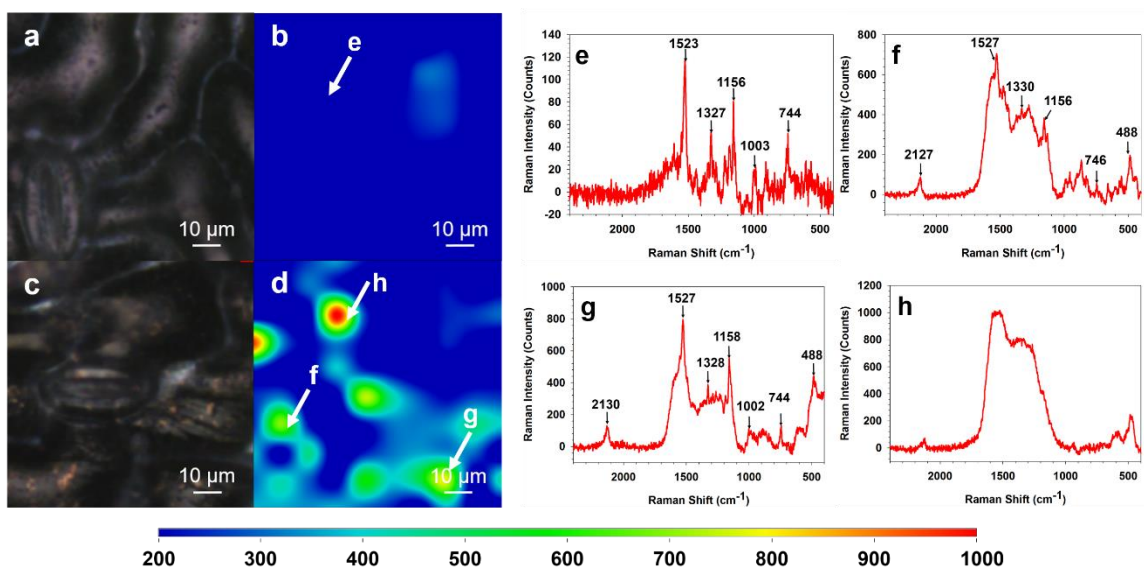 a
10 µm
b
e
10 µm
c
10 µm
d
h
f
g
10 µm
e
Raman Intensity (Counts)
140
120
100
80
60
40
20
0
-20
1523
1327
1156
1003
744
2000 1500 1000 500
Raman Shift (cm-1)
f
Raman Intensity (Counts)
800
600
400
200
0
1527
1330
1156
2127
746
488
2000 1500 1000 500
Raman Shift (cm-1)
g
Raman Intensity (Counts)
1000
800
600
400
200
0
1527
1158
1328
488
2130
1002
744
2000 1500 1000 500
Raman Shift (cm-1)
h
Raman Intensity (Counts)
1200
1000
800
600
400
200
0
2000 1500 1000 500
Raman Shift (cm-1)
200 300 400 500 600 700 800 900 1000